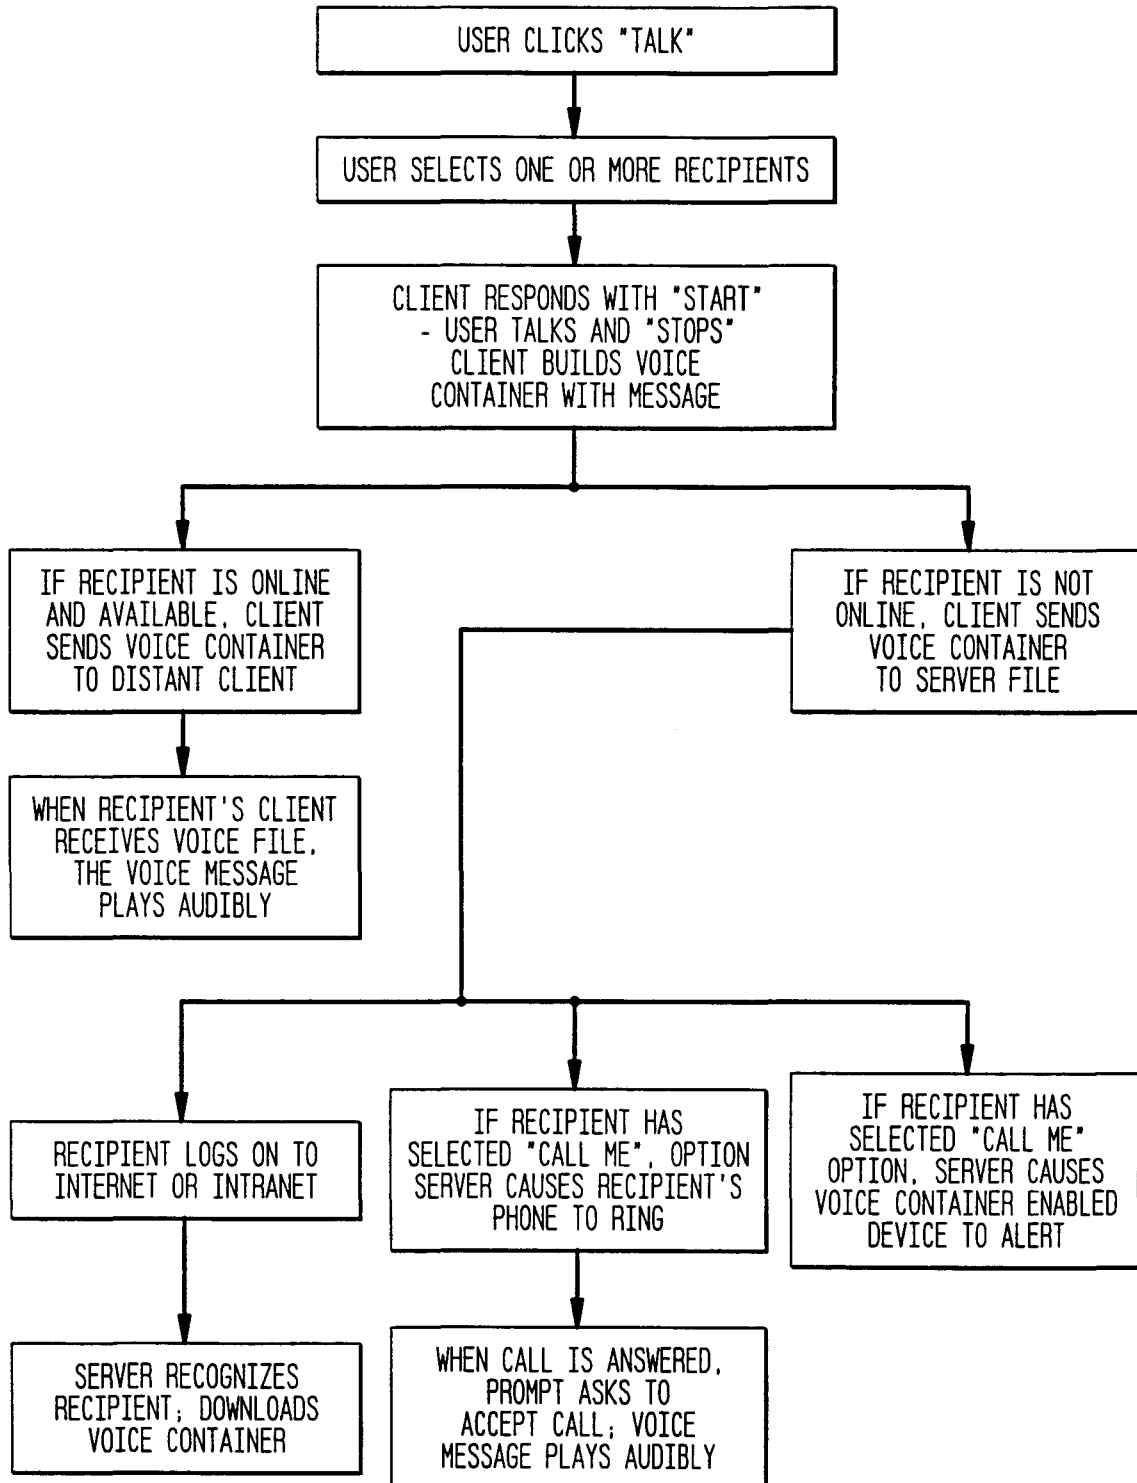 USER CLICKS "TALK"
USER SELECTS ONE OR MORE RECIPIENTS
CLIENT RESPONDS WITH "START"
- USER TALKS AND "STOPS"
CLIENT BUILDS VOICE
CONTAINER WITH MESSAGE
IF RECIPIENT IS ONLINE
AND AVAILABLE, CLIENT
SENDS VOICE CONTAINER
TO DISTANT CLIENT
IF RECIPIENT IS NOT
ONLINE, CLIENT SENDS
VOICE CONTAINER
TO SERVER FILE
WHEN RECIPIENT'S CLIENT
RECEIVES VOICE FILE,
THE VOICE MESSAGE
PLAYS AUDIBLY
RECIPIENT LOGS ON TO
INTERNET OR INTRANET
IF RECIPIENT HAS
SELECTED "CALL ME", OPTION
SERVER CAUSES RECIPIENT'S
PHONE TO RING
IF RECIPIENT HAS
SELECTED "CALL ME"
OPTION, SERVER CAUSES
VOICE CONTAINER ENABLED
DEVICE TO ALERT
SERVER RECOGNIZES
RECIPIENT; DOWNLOADS
VOICE CONTAINER
WHEN CALL IS ANSWERED,
PROMPT ASKS TO
ACCEPT CALL; VOICE
MESSAGE PLAYS AUDIBLY